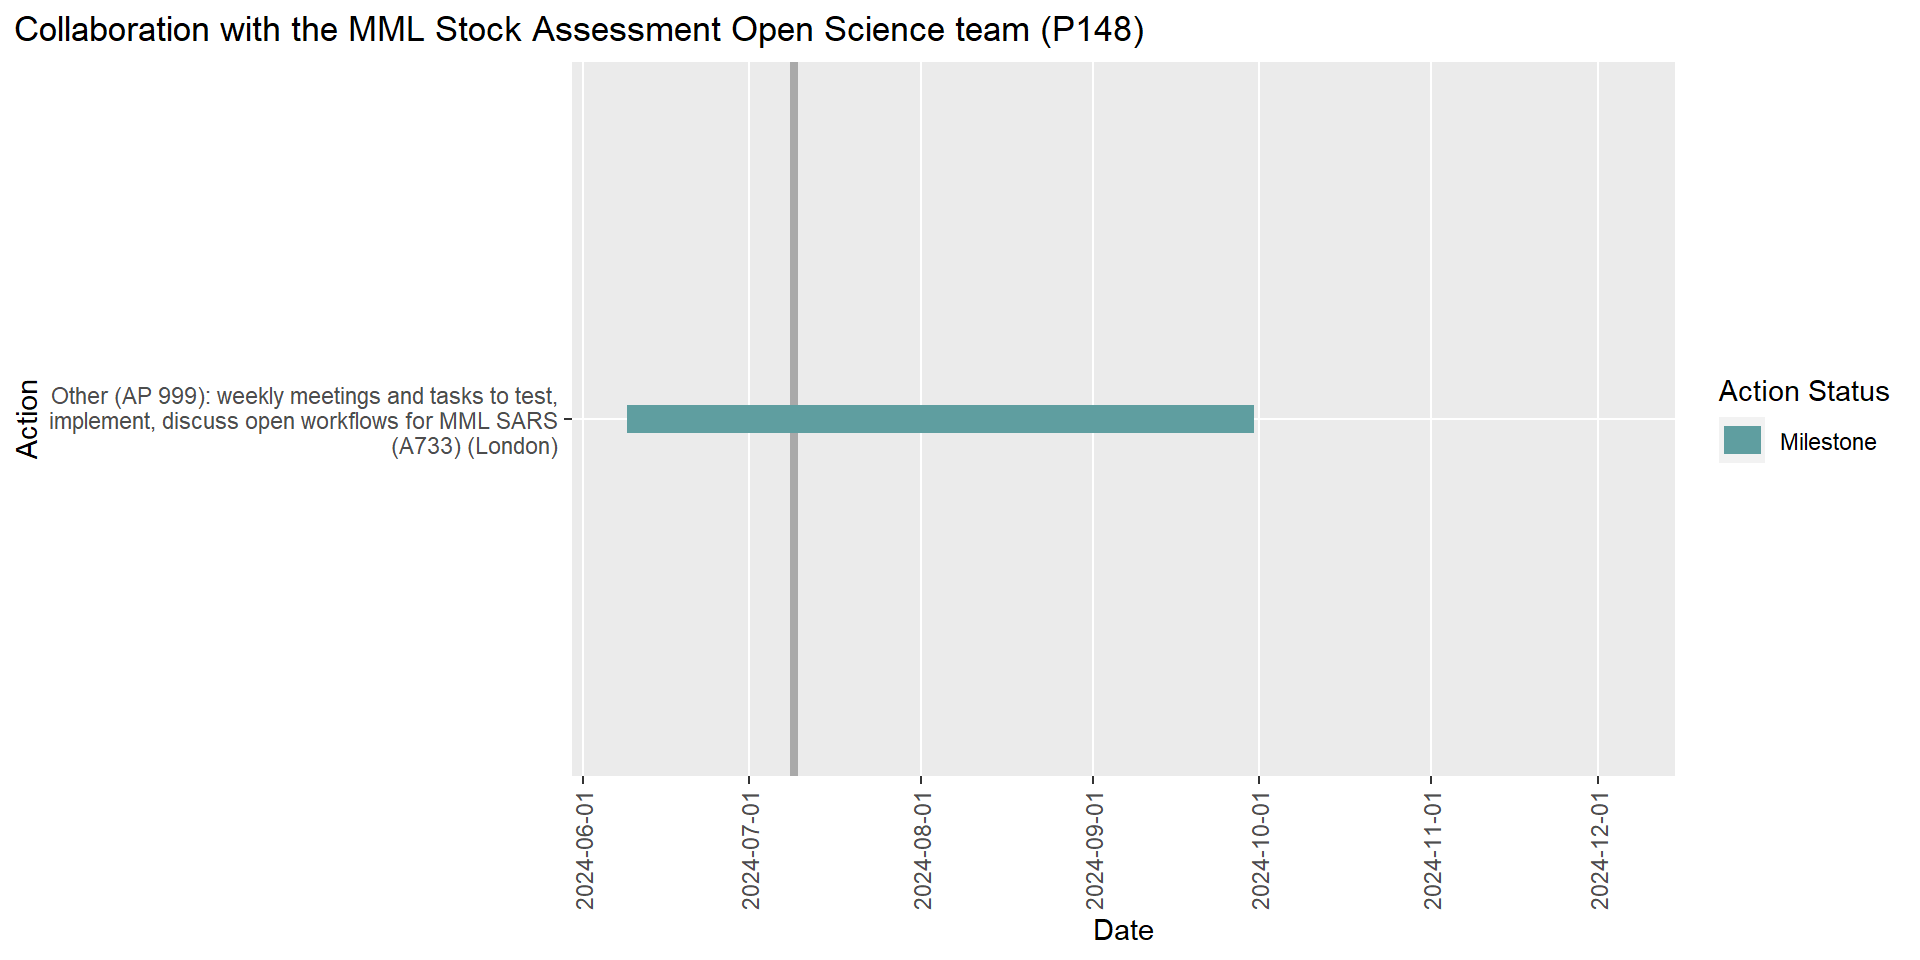 Collaboration with the MML Stock Assessment Open Science team (P148)
Action
Other (AP 999): weekly meetings and tasks to test,
implement, discuss open workflows for MML SARS
(A733) (London)
Action Status
Milestone
2024-06-01
2024-07-01
2024-08-01
2024-09-01
2024-10-01
2024-11-01
2024-12-01
Date